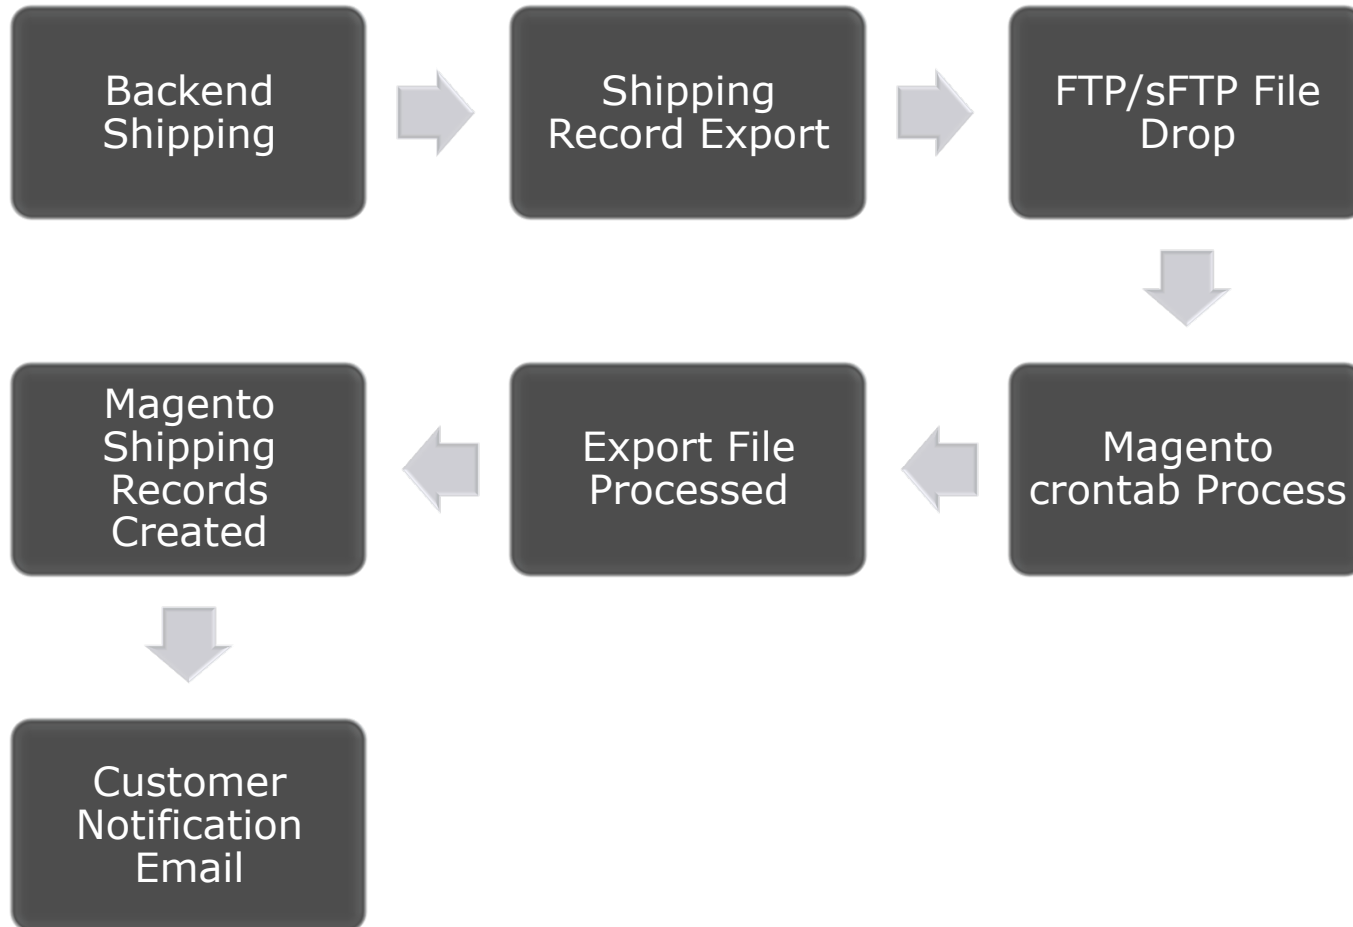 Backend
Shipping
Shipping
Record Export
FTP/sFTP File
Drop
Magento
crontab Process
Export File
Processed
Magento
Shipping
Records
Created
Customer
Notification
Email